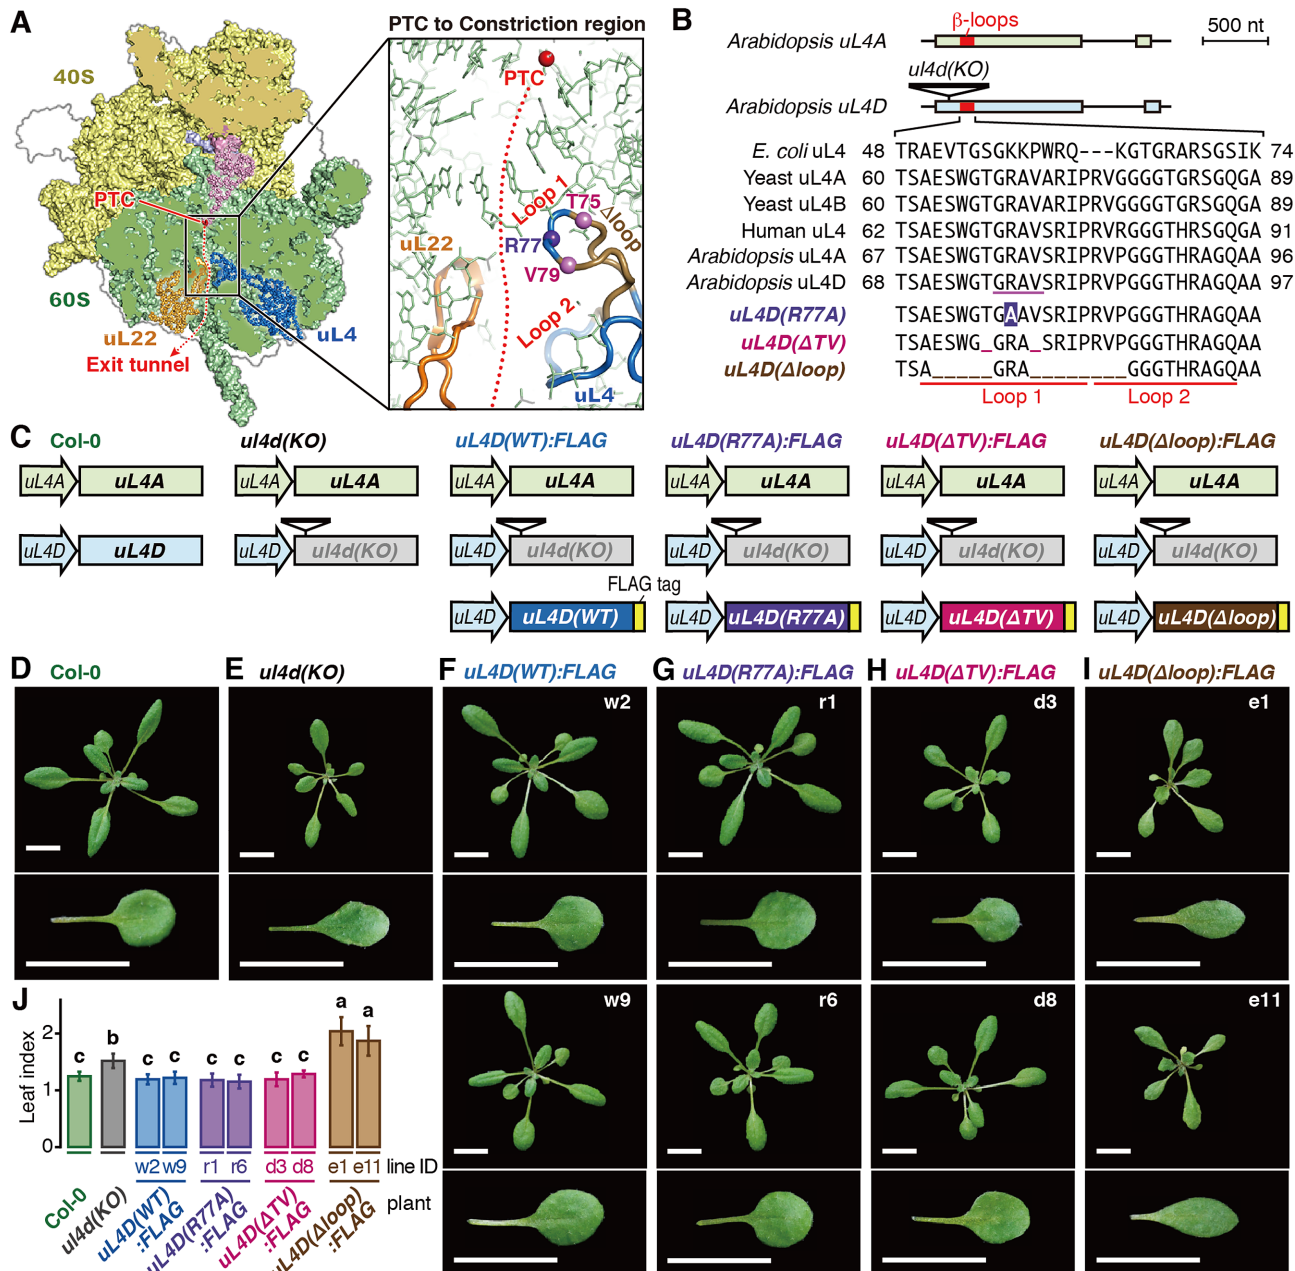 A
40S
PTC
60S
uL22
uL4
Exit tunnel
PTC to Constriction region
PTC
Loop 1
T75
Δloop
uL22
R77
V79
Loop 2
uL4
B
β-loops
Arabidopsis uL4A
500 nt
ul4d(KO)
Arabidopsis uL4D
E. coli uL4 48 TRAEVTGSGKKPWRQ---KGTGRARSGSIK 74
Yeast uL4A 60 TSAESWGTGRAVARIPRVGGGGTGRSGQGA 89
Yeast uL4B 60 TSAESWGTGRAVARIPRVGGGGTGRSGQGA 89
Human uL4 62 TSAESWGTGRAVSRIPRVRGGGTHRSGQGA 91
Arabidopsis uL4A 67 TSAESWGTGRAVSRIPRVPGGGTHRAGQAA 96
Arabidopsis uL4D 68 TSAESWGTGRAVSRIPRVPGGGTHRAGQAA 97
uL4D(R77A) TSAESWGTGAAVSRIPRVPGGGTHRAGQAA
uL4D(ΔTV) TSAESWG_GRA_SRIPRVPGGGTHRAGQAA
uL4D(Δloop) TSA_____GRA________GGGTHRAGQAA
Loop 1 Loop 2
C
Col-0 ul4d(KO) uL4D(WT):FLAG uL4D(R77A):FLAG uL4D(ΔTV):FLAG uL4D(Δloop):FLAG
uL4A uL4A uL4A uL4A uL4A uL4A uL4A uL4A uL4A uL4A uL4A uL4A
uL4D uL4D uL4D ul4d(KO) uL4D ul4d(KO) uL4D ul4d(KO) uL4D ul4d(KO) uL4D ul4d(KO)
FLAG tag
uL4D uL4D(WT) uL4D uL4D(R77A) uL4D uL4D(ΔTV) uL4D uL4D(Δloop)
D Col-0 E ul4d(KO) F uL4D(WT):FLAG G uL4D(R77A):FLAG H uL4D(ΔTV):FLAG I uL4D(Δloop):FLAG
w2 r1 d3 e1
w9 r6 d8 e11
J
Leaf index
2
1
0
c b c c c c c c a a
w2 w9 r1 r6 d3 d8 e1 e11 line ID
plant
Col-0
ul4d(KO)
uL4D(WT)
:FLAG
uL4D(R77A)
:FLAG
uL4D(ΔTV)
:FLAG
uL4D(Δloop)
:FLAG